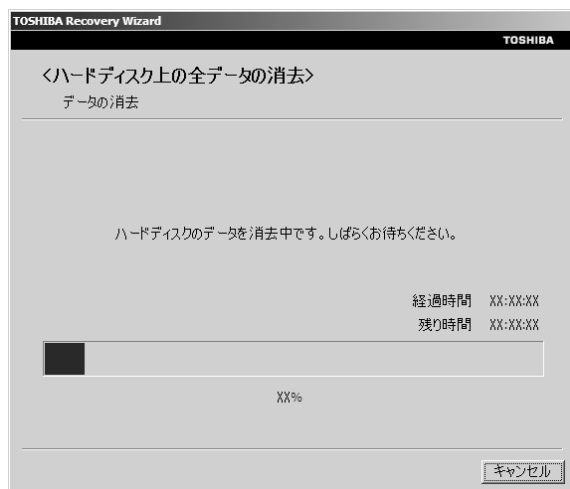 TOSHIBA Recovery Wizard
TOSHIBA
<ハードディスク上の全データの消去>
データの消去
ハードディスクのデータを消去中です。しばらくお待ちください。
経過時間 XX:XX:XX
残り時間 XX:XX:XX
XX%
キャンセル